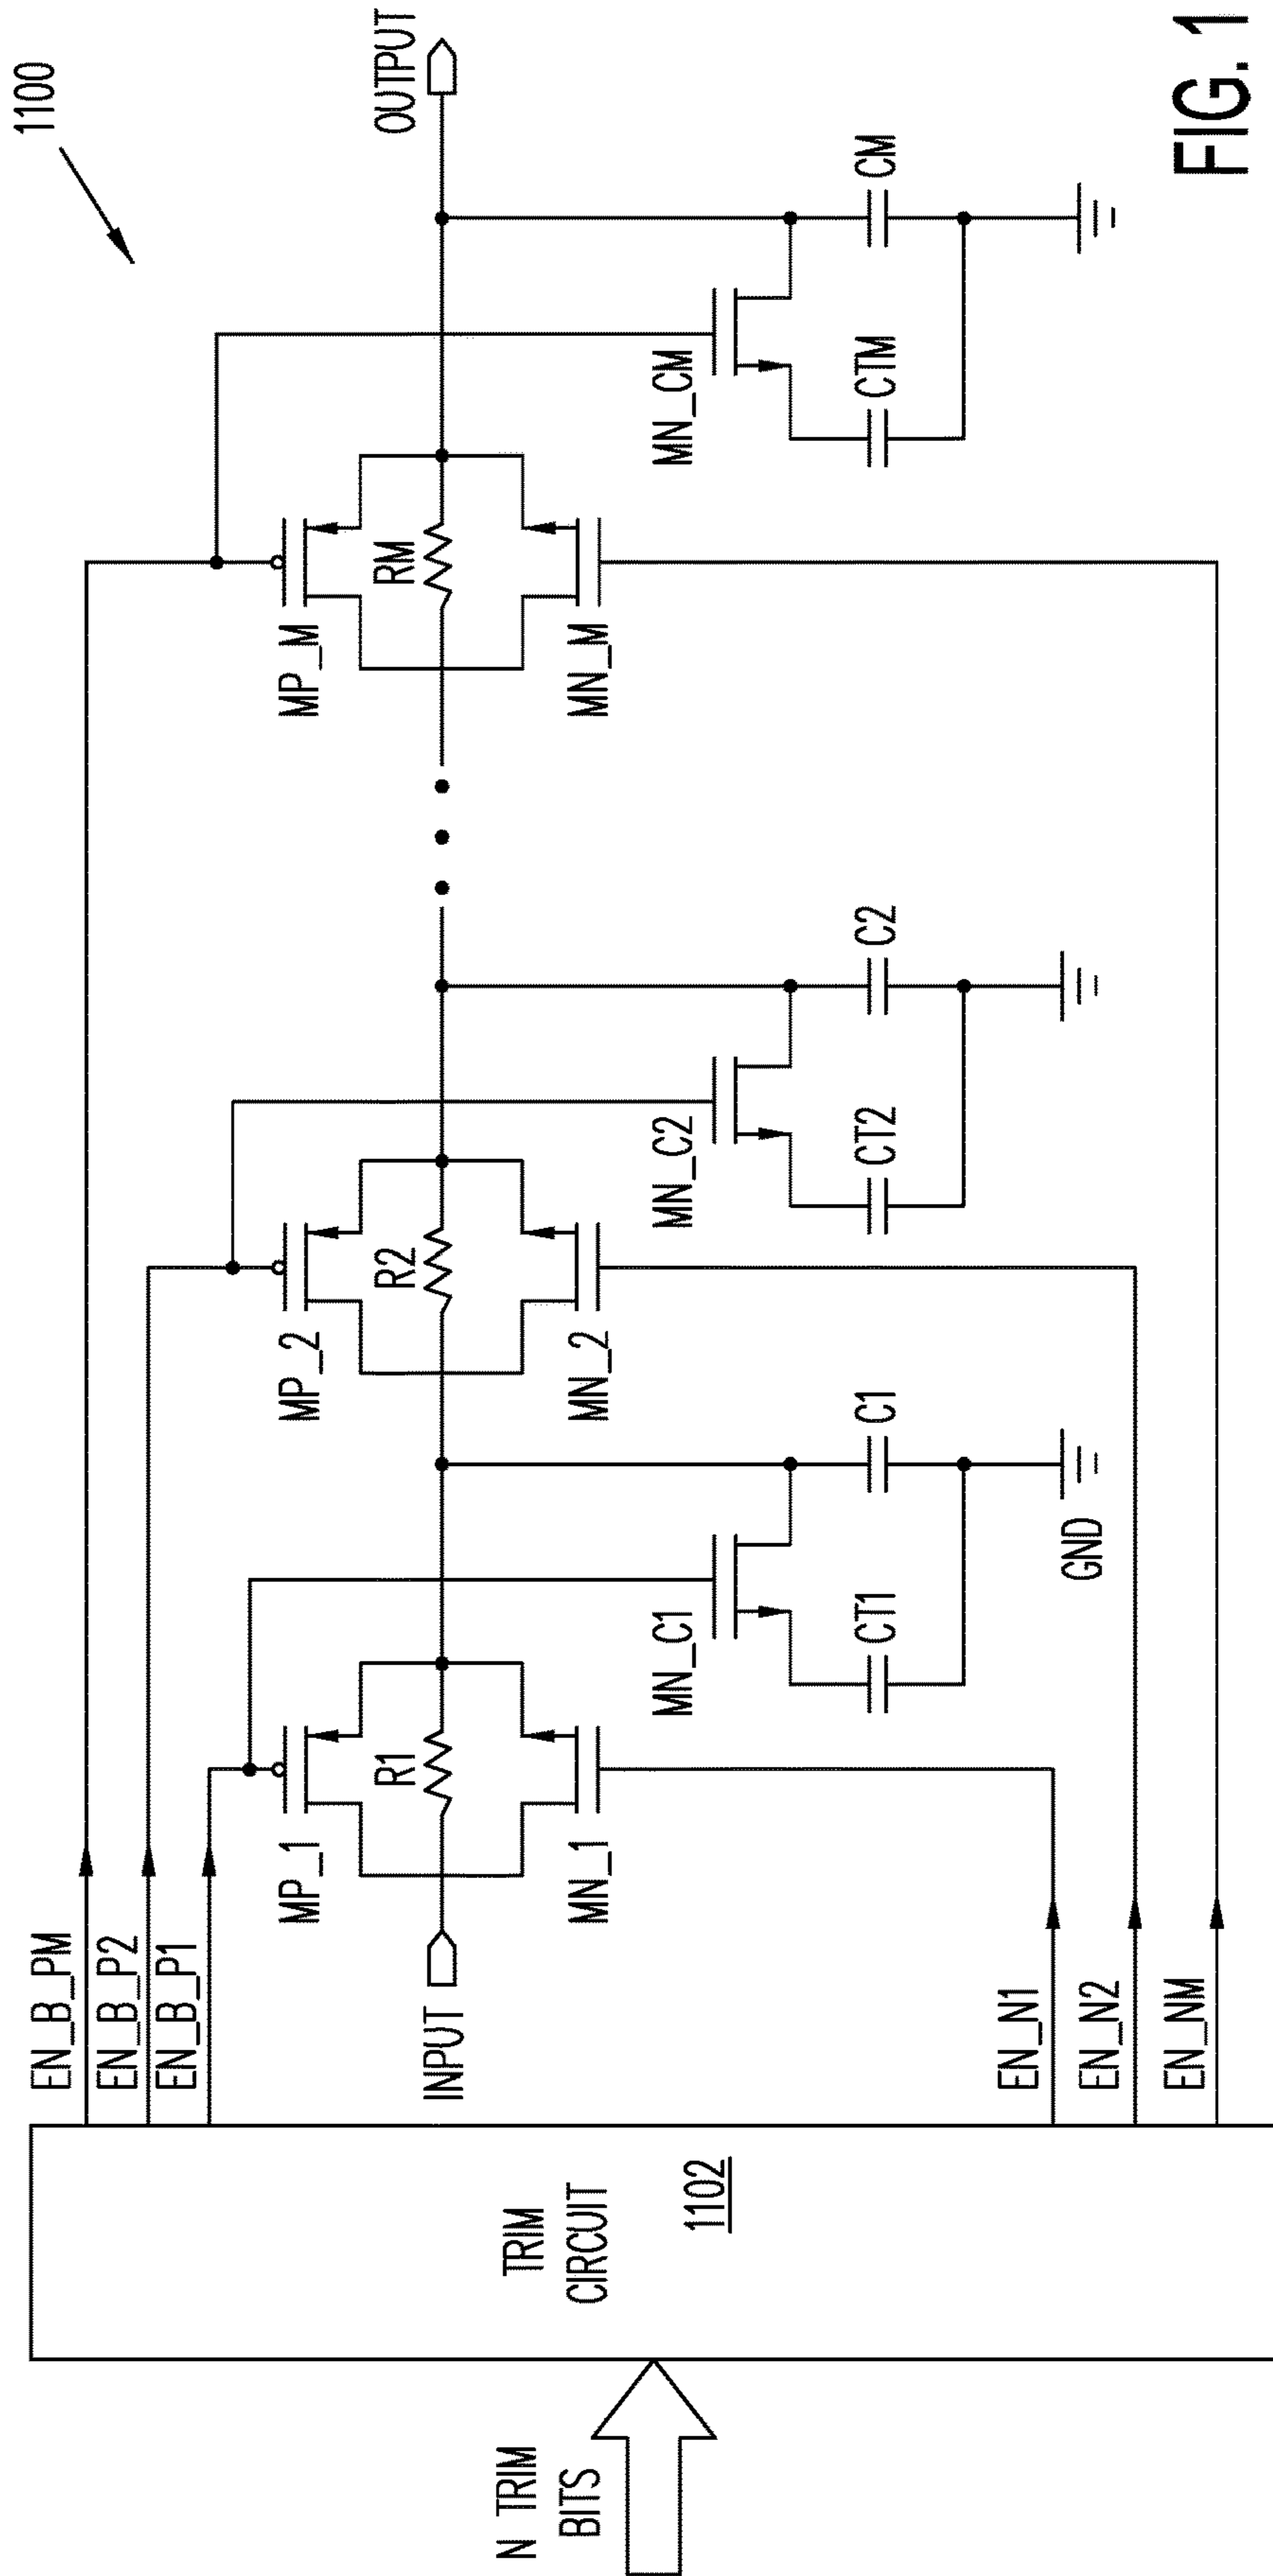 1100
EN_B_PM
EN_B_P2
EN_B_P1
MP_1
R1
MN_1
MP_2
R2
MN_2
MP_M
RM
MN_M
INPUT
OUTPUT
TRIM
CIRCUIT
1102
N TRIM
BITS
MN_C1
CT1
C1
GND
MN_C2
CT2
C2
MN_CM
CTM
CM
EN_N1
EN_N2
EN_NM
FIG. 1